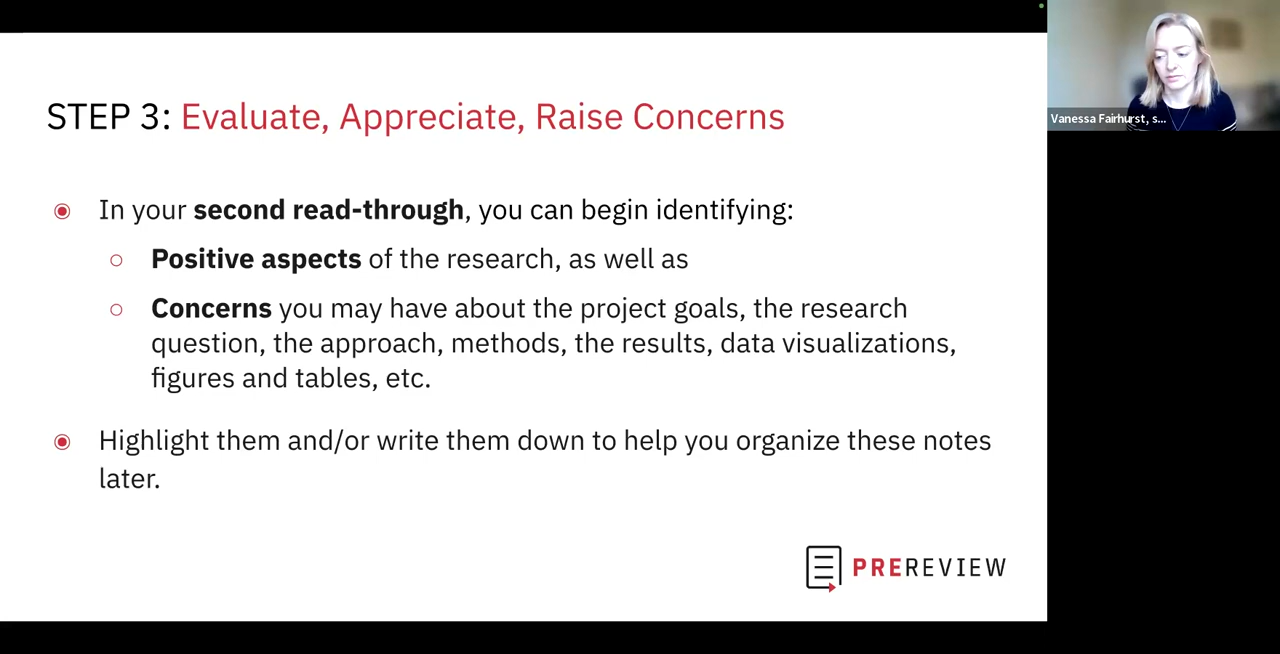 STEP 3: Evaluate, Appreciate, Raise Concerns
In your second read-through, you can begin identifying:
Positive aspects of the research, as well as
Concerns you may have about the project goals, the research
question, the approach, methods, the results, data visualizations,
figures and tables, etc.
Highlight them and/or write them down to help you organize these notes
later.
PREREVIEW
Vanessa Fairhurst, s...